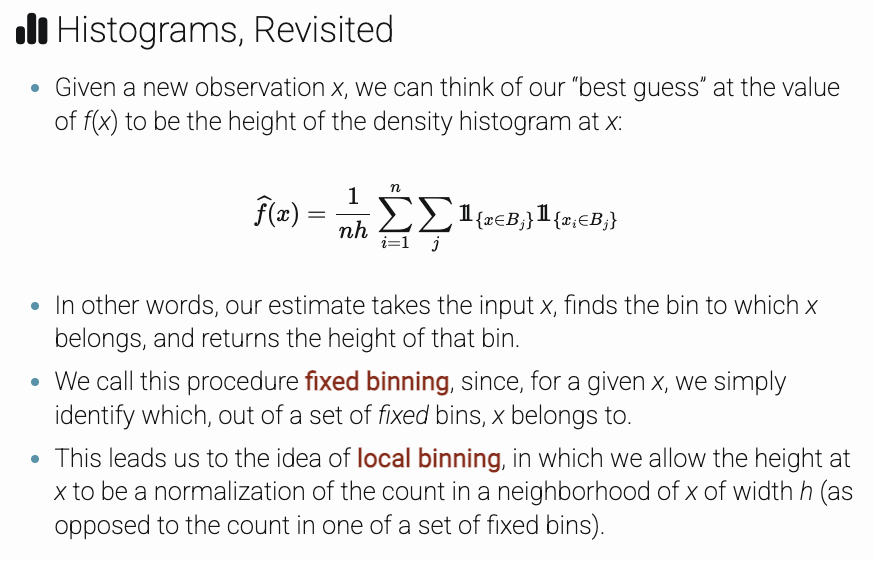 Histograms, Revisited
• Given a new observation x, we can think of our “best guess” at the value
of f(x) to be the height of the density histogram at x:
$\widehat{f}(x) = \frac{1}{nh} \sum_{i=1}^{n} \sum_{j} 𝟙_{\{x \in B_j\}} 𝟙_{\{x_i \in B_j\}}$
• In other words, our estimate takes the input x, finds the bin to which x
belongs, and returns the height of that bin.
• We call this procedure fixed binning, since, for a given x, we simply
identify which, out of a set of fixed bins, x belongs to.
• This leads us to the idea of local binning, in which we allow the height at
x to be a normalization of the count in a neighborhood of x of width h (as
opposed to the count in one of a set of fixed bins).